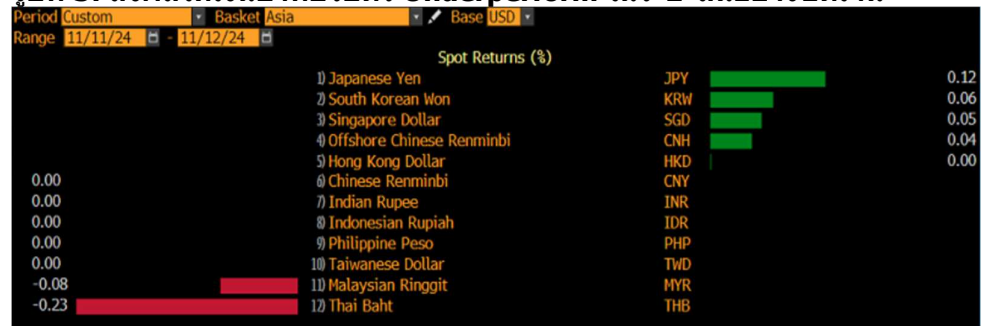 Underperform
Period Custom Basket Asia Base USD
Range 11/11/24 - 11/12/24
Spot Returns (%)
1) Japanese Yen JPY 0.12
2) South Korean Won KRW 0.06
3) Singapore Dollar SGD 0.05
4) Offshore Chinese Renminbi CNH 0.04
5) Hong Kong Dollar HKD 0.00
0.00 6) Chinese Renminbi CNY
0.00 7) Indian Rupee INR
0.00 8) Indonesian Rupiah IDR
0.00 9) Philippine Peso PHP
0.00 10) Taiwanese Dollar TWD
-0.08 11) Malaysian Ringgit MYR
-0.23 12) Thai Baht THB